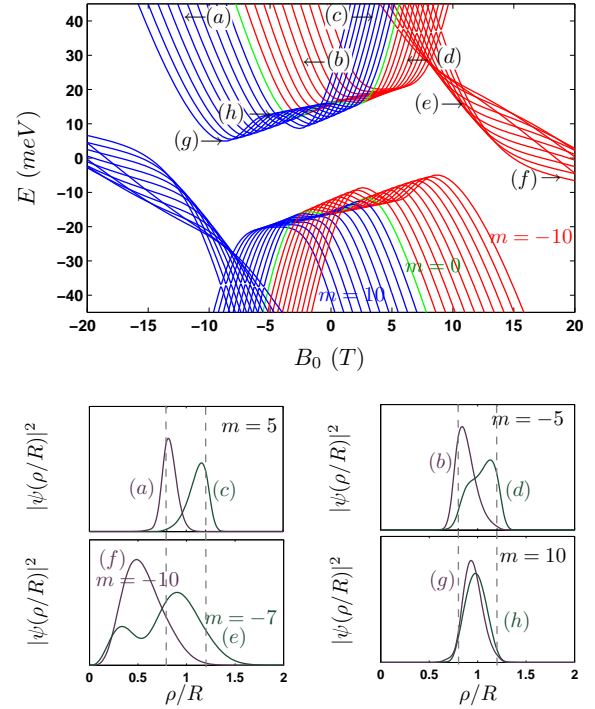 (a)
(c)
(b)
(d)
(h)
(e)
(g)
(f)
m = −10
m = 0
m = 10
40
30
20
10
0
−10
−20
−30
−40
E (meV)
−20
−15
−10
−5
0
5
10
15
20
B₀ (T)
|ψ(ρ/R)|²
m = 5
(a)
(c)
|ψ(ρ/R)|²
m = −5
(b)
(d)
|ψ(ρ/R)|²
(f)
m = −10
m = −7
(e)
0 0.5 1 1.5 2
ρ/R
|ψ(ρ/R)|²
m = 10
(g)
(h)
0 0.5 1 1.5 2
ρ/R